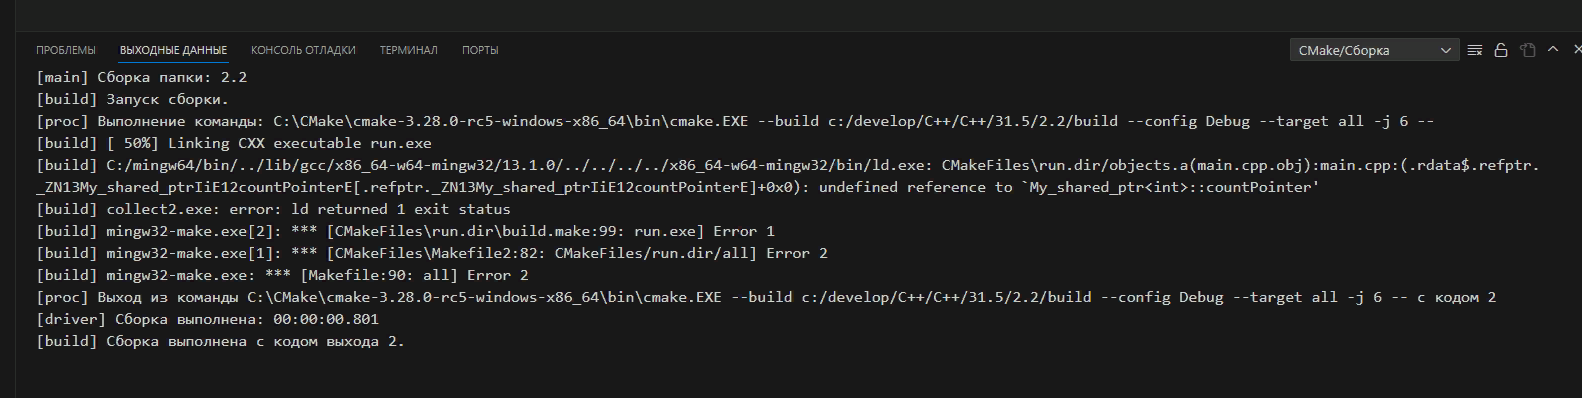 ПРОБЛЕМЫ ВЫХОДНЫЕ ДАННЫЕ КОНСОЛЬ ОТЛАДКИ ТЕРМИНАЛ ПОРТЫ CMake/Сборка
[main] Сборка папки: 2.2
[build] Запуск сборки.
[proc] Выполнение команды: C:\CMake\cmake-3.28.0-rc5-windows-x86_64\bin\cmake.EXE --build c:/develop/C++/C++/31.5/2.2/build --config Debug --target all -j 6 --
[build] [ 50%] Linking CXX executable run.exe
[build] C:/mingw64/bin/../lib/gcc/x86_64-w64-mingw32/13.1.0/../../../../x86_64-w64-mingw32/bin/ld.exe: CMakeFiles\run.dir/objects.a(main.cpp.obj):main.cpp:(.rdata$.refptr.
_ZN13My_shared_ptrIiE12countPointerE[.refptr._ZN13My_shared_ptrIiE12countPointerE]+0x0): undefined reference to `My_shared_ptr<int>::countPointer'
[build] collect2.exe: error: ld returned 1 exit status
[build] mingw32-make.exe[2]: *** [CMakeFiles\run.dir\build.make:99: run.exe] Error 1
[build] mingw32-make.exe[1]: *** [CMakeFiles\Makefile2:82: CMakeFiles/run.dir/all] Error 2
[build] mingw32-make.exe: *** [Makefile:90: all] Error 2
[proc] Выход из команды C:\CMake\cmake-3.28.0-rc5-windows-x86_64\bin\cmake.EXE --build c:/develop/C++/C++/31.5/2.2/build --config Debug --target all -j 6 -- с кодом 2
[driver] Сборка выполнена: 00:00:00.801
[build] Сборка выполнена с кодом выхода 2.